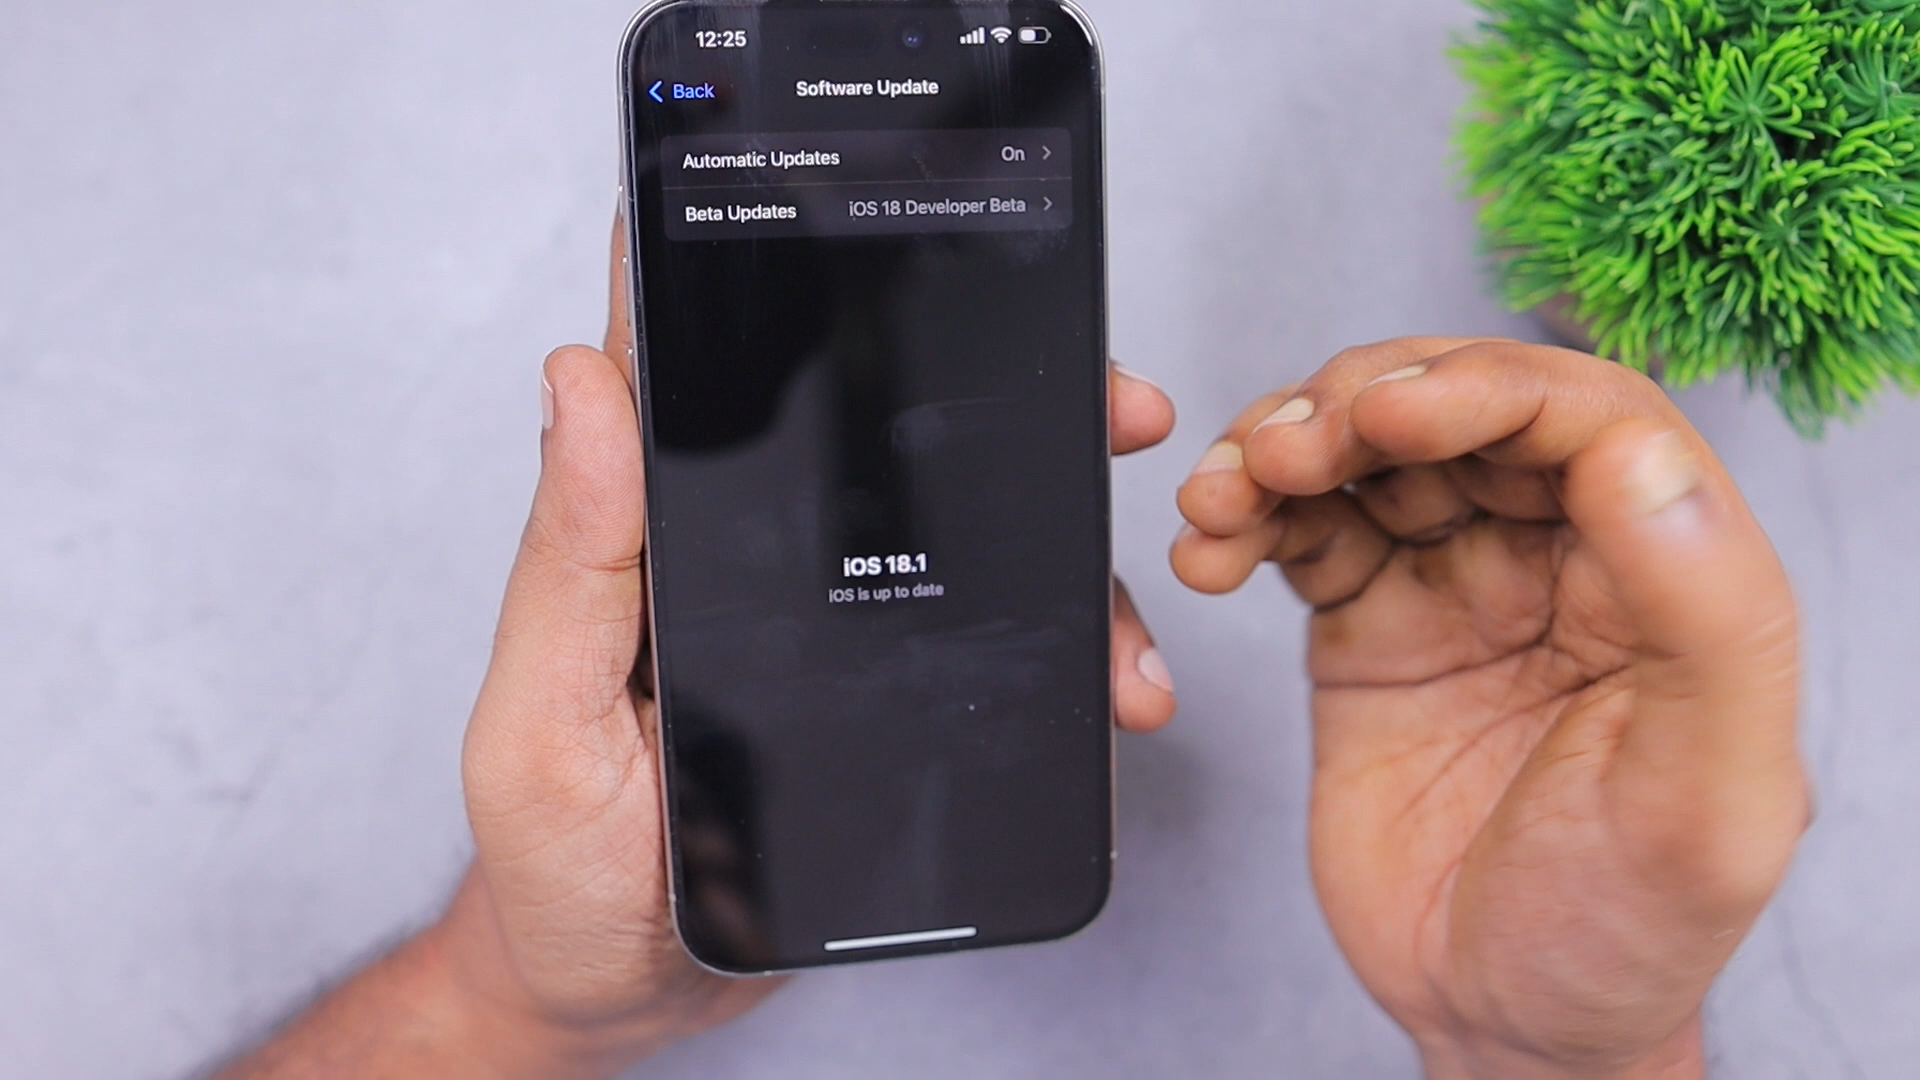 12:25
Back
Software Update
Automatic Updates On
Beta Updates iOS 18 Developer Beta
iOS 18.1
iOS is up to date